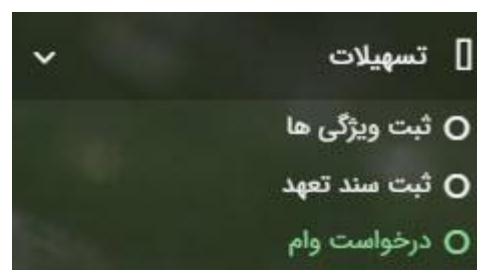 تسهیلات
ثبت ویژگی ها
ثبت سند تعهد
درخواست وام